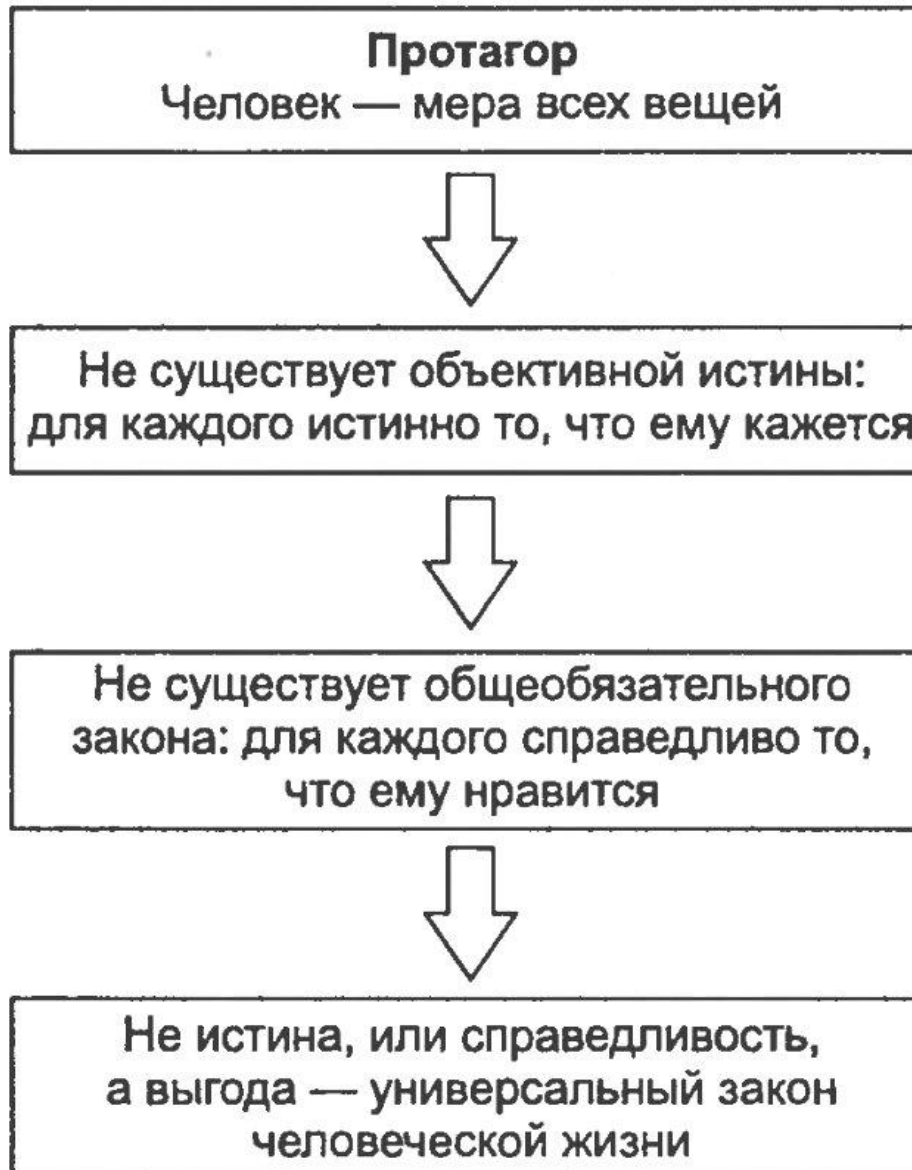 Протагор
Человек — мера всех вещей
Не существует объективной истины:
для каждого истинно то, что ему кажется
Не существует общеобязательного
закона: для каждого справедливо то,
что ему нравится
Не истина, или справедливость,
а выгода — универсальный закон
человеческой жизни